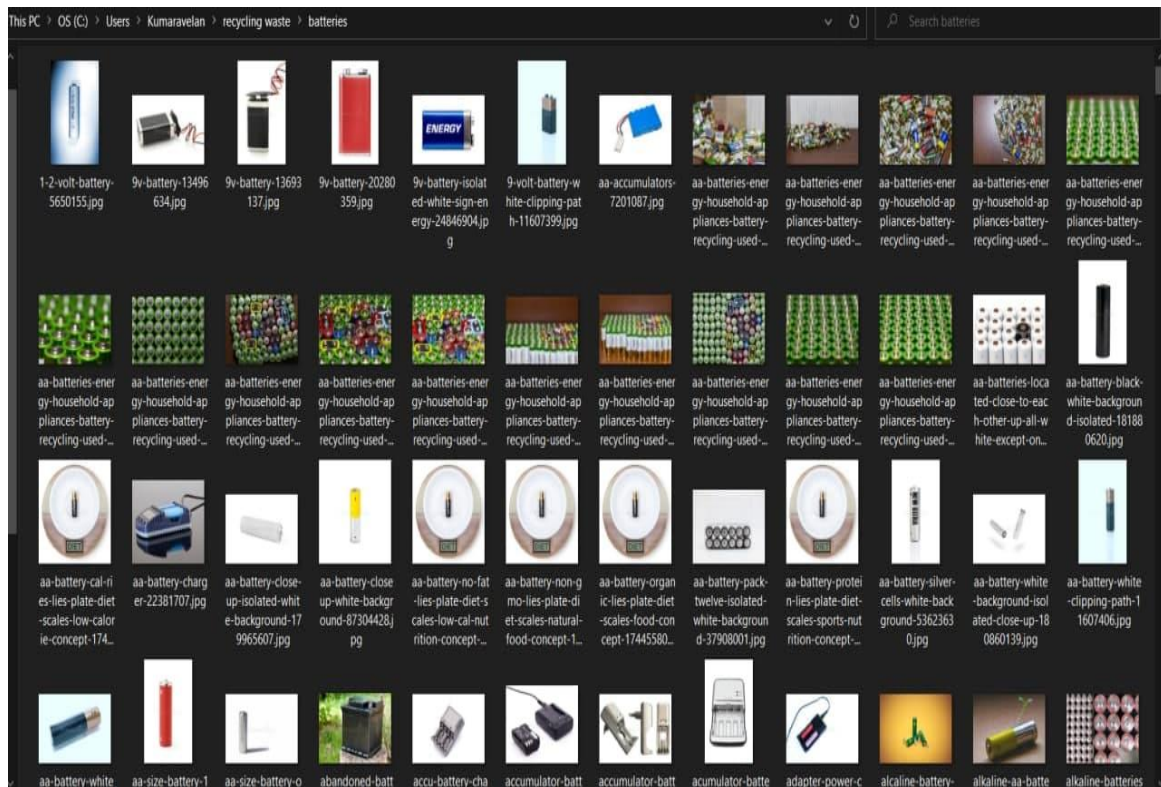 This PC > OS (C:) > Users > Kumaravelan > recycling waste > batteries
Search batteries
ENERGY
1-2-volt-battery-
5650155.jpg
9v-battery-13496
634.jpg
9v-battery-13693
137.jpg
9v-battery-20280
359.jpg
9v-battery-isolat
ed-white-sign-en
ergy-24846904.jp
g
9-volt-battery-w
hite-clipping-pat
h-11607399.jpg
aa-accumulators-
7201087.jpg
aa-batteries-ener
gy-household-ap
pliances-battery-
recycling-used-...
aa-batteries-ener
gy-household-ap
pliances-battery-
recycling-used-...
aa-batteries-ener
gy-household-ap
pliances-battery-
recycling-used-...
aa-batteries-ener
gy-household-ap
pliances-battery-
recycling-used-...
aa-batteries-ener
gy-household-ap
pliances-battery-
recycling-used-...
aa-batteries-ener
gy-household-ap
pliances-battery-
recycling-used-...
aa-batteries-ener
gy-household-ap
pliances-battery-
recycling-used-...
aa-batteries-ener
gy-household-ap
pliances-battery-
recycling-used-...
aa-batteries-ener
gy-household-ap
pliances-battery-
recycling-used-...
aa-batteries-ener
gy-household-ap
pliances-battery-
recycling-used-...
aa-batteries-ener
gy-household-ap
pliances-battery-
recycling-used-...
aa-batteries-ener
gy-household-ap
pliances-battery-
recycling-used-...
aa-batteries-ener
gy-household-ap
pliances-battery-
recycling-used-...
aa-batteries-ener
gy-household-ap
pliances-battery-
recycling-used-...
aa-batteries-ener
gy-household-ap
pliances-battery-
recycling-used-...
aa-batteries-loca
ted-close-to-eac
h-other-up-all-w
hite-except-on...
aa-battery-black-
white-backgroun
d-isolated-18188
0620.jpg
aa-battery-cal-ri
es-lies-plate-diet
-scales-low-calor
ie-concept-174...
aa-battery-charg
er-22381707.jpg
aa-battery-close-
up-isolated-whit
e-background-17
9965607.jpg
aa-battery-close
up-white-backgr
ound-87304428.j
pg
aa-battery-no-fat
-lies-plate-diet-s
cales-low-cal-nut
rition-concept-...
aa-battery-non-g
mo-lies-plate-di
et-scales-natural-
food-concept-1...
aa-battery-organ
ic-lies-plate-diet
-scales-food-con
cept-17445580...
aa-battery-pack-
twelve-isolated-
white-backgroun
d-37908001.jpg
aa-battery-protei
n-lies-plate-diet-
scales-sports-nut
rition-concept-...
aa-battery-silver-
cells-white-back
ground-5362363
0.jpg
aa-battery-white
-background-isol
ated-close-up-18
0860139.jpg
aa-battery-white
-clipping-path-1
1607406.jpg
aa-battery-white
aa-size-battery-1
aa-size-battery-o
abandoned-batt
accu-battery-cha
accumulator-batt
accumulator-batt
acumulator-batte
adapter-power-c
alcaline-battery-
alkaline-aa-batte
alkaline-batteries